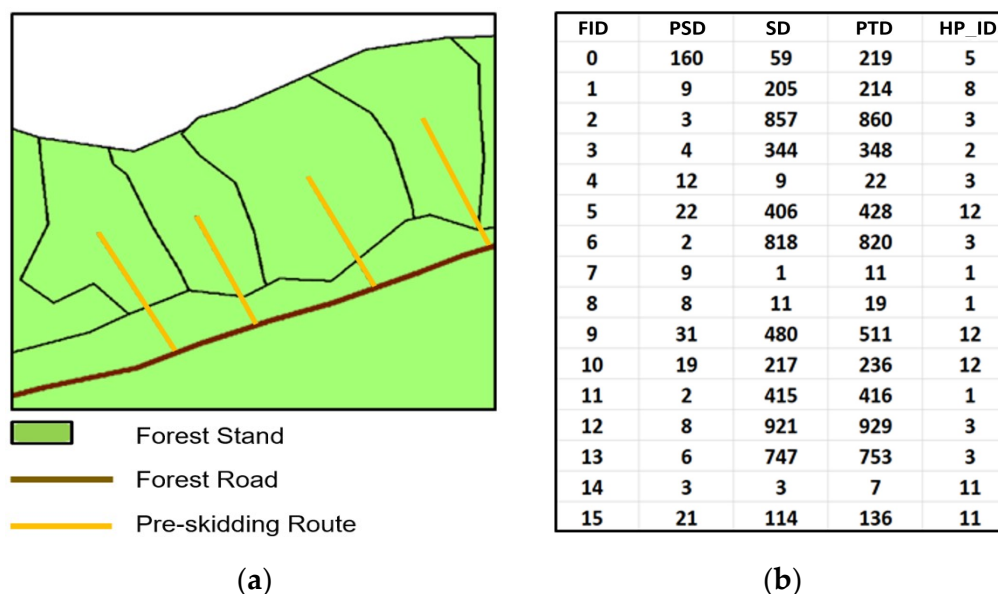 Forest Stand
Forest Road
Pre-skidding Route
(a)
FID PSD SD PTD HP_ID
0 160 59 219 5
1 9 205 214 8
2 3 857 860 3
3 4 344 348 2
4 12 9 22 3
5 22 406 428 12
6 2 818 820 3
7 9 1 11 1
8 8 11 19 1
9 31 480 511 12
10 19 217 236 12
11 2 415 416 1
12 8 921 929 3
13 6 747 753 3
14 3 3 7 11
15 21 114 136 11
(b)